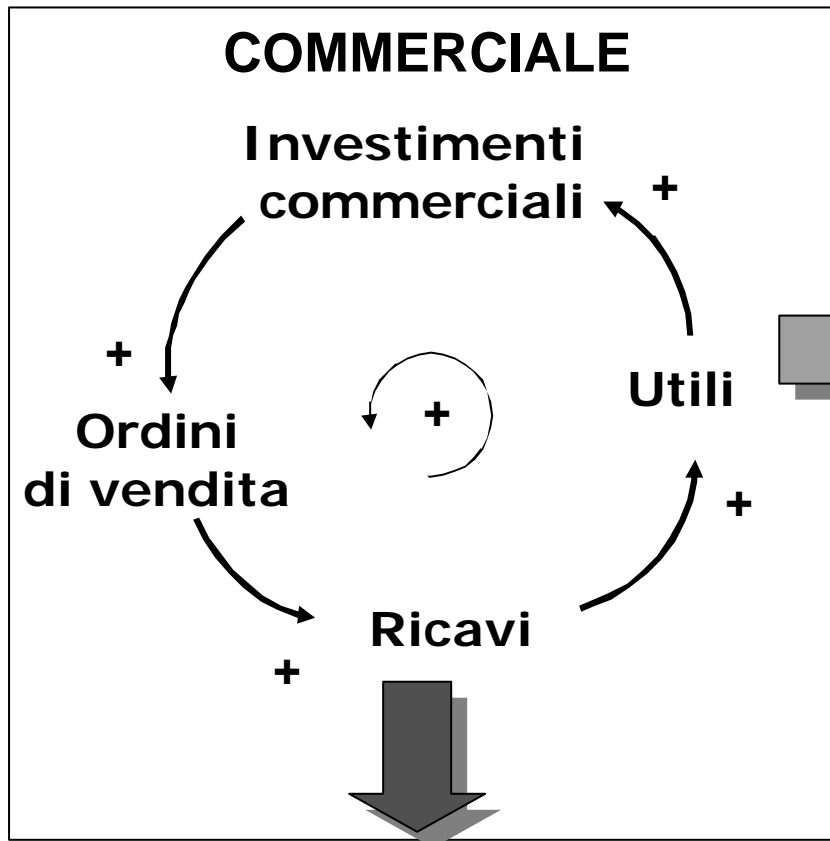 COMMERCIALE
Investimenti
commerciali
+
+
Utili
+
Ordini
di vendita
+
Ricavi
+